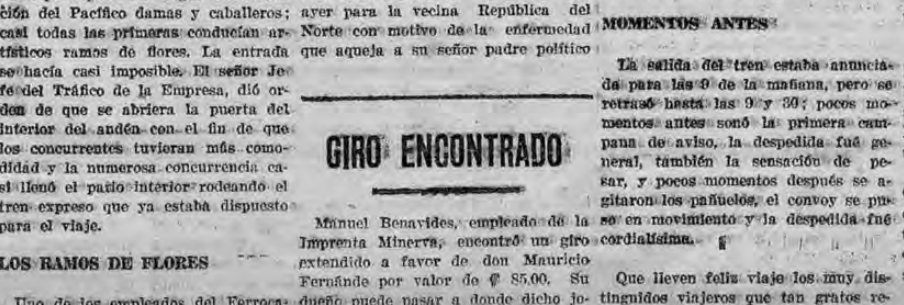 ción del Pacífico damas y caballeros;
casi todas las primeras conducían ar-
tísticos ramos de flores. La entrada
se hacía casi imposible. El señor Je-
fe del Tráfico de la Empresa, dió or-
den de que se abriera la puerta del
interior del andén con el fin de que
los concurrentes tuvieran más como-
didad y la numerosa concurrencia ca-
si llenó el patio interior rodeando el
tren expreso que ya estaba dispuesto
para el viaje.
LOS RAMOS DE FLORES
Uno de los empleados del Ferroca-
ayer para la vecina República del
Norte con motivo de la enfermedad
que aqueja a su señor padre político
GIRO ENCONTRADO
Manuel Benavides, empleado de la
Imprenta Minerva, encontró un giro
extendido a favor de don Mauricio
Fernánde por valor de ₡ 85.00. Su
dueño puede pasar a donde dicho jo-
MOMENTOS ANTES
La salida del tren estaba anuncia-
da para las 9 de la mañana, pero se
retrasó hasta las 9 y 30; pocos mo-
mentos antes sonó la primera cam-
pana de aviso, la despedida fué ge-
neral, también la sensación de pe-
sar, y pocos momentos después se a-
gitaron los pañuelos, el convoy se pu-
so en movimiento y la despedida fué
cordialísima.
Que lleven feliz viaje los muy dis-
tinguidos viajeros que tan gratos re-